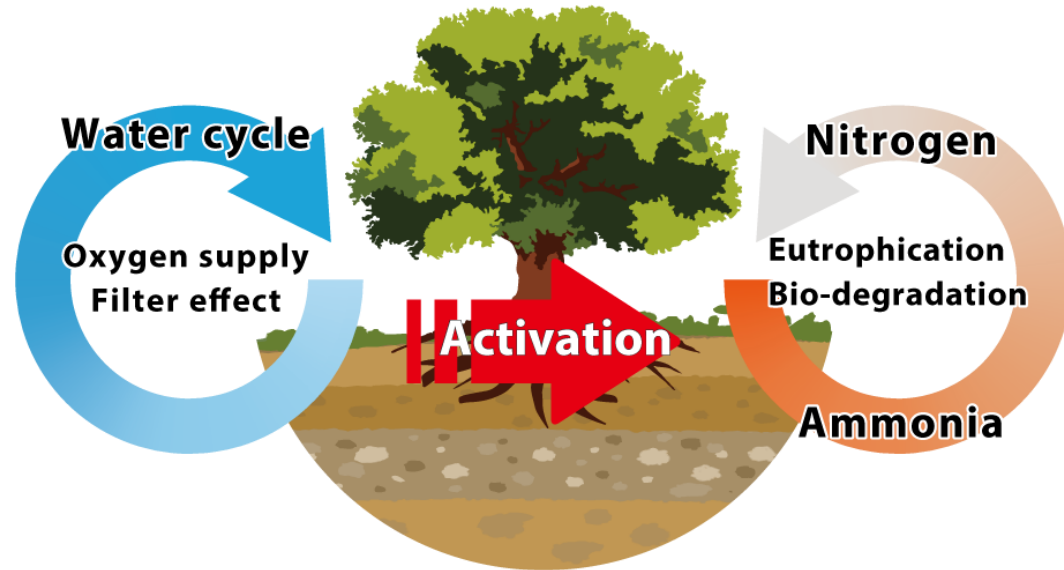 Water cycle
Oxygen supply
Filter effect
Activation
Nitrogen
Eutrophication
Bio-degradation
Ammonia